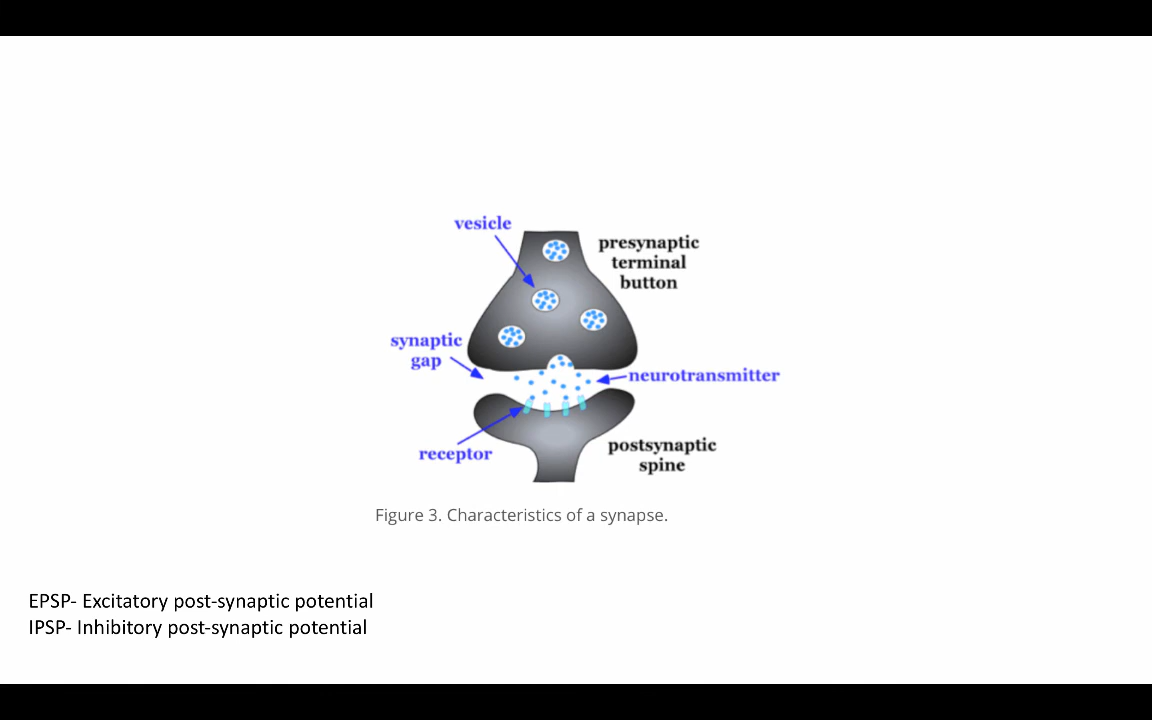 vesicle
presynaptic
terminal
button
synaptic
gap
neurotransmitter
receptor
postsynaptic
spine
Figure 3. Characteristics of a synapse.
EPSP- Excitatory post-synaptic potential
IPSP- Inhibitory post-synaptic potential